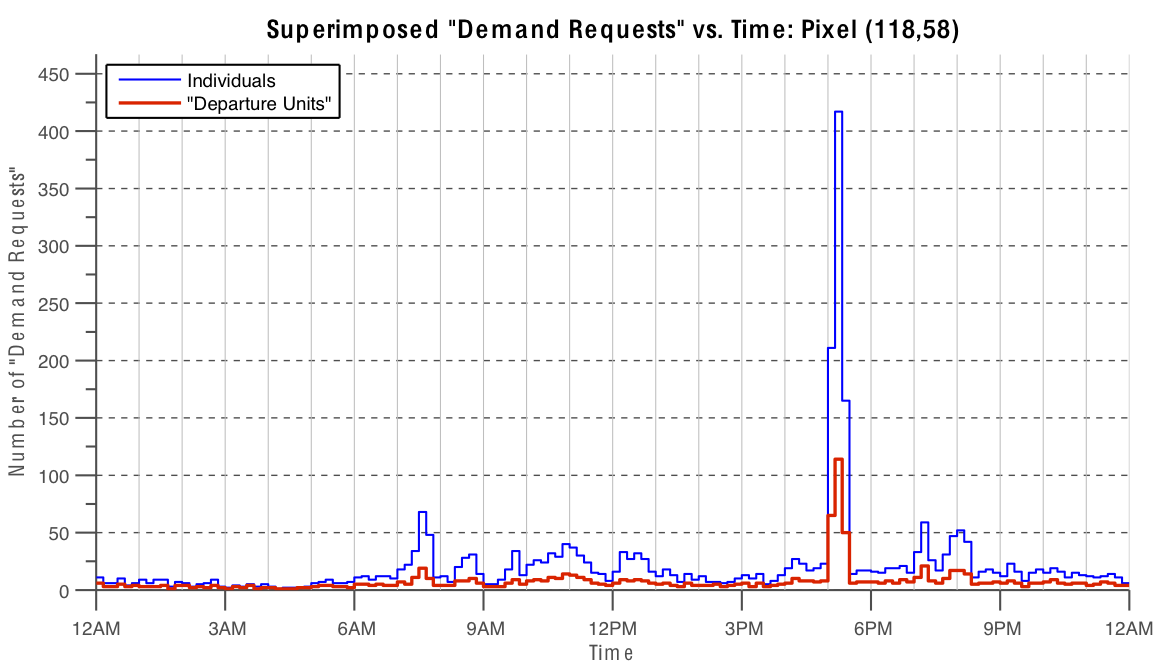 Superimposed "Demand Requests" vs. Time: Pixel (118,58)
Individuals
"Departure Units"
Number of "Demand Requests"
450
400
350
300
250
200
150
100
50
0
12AM 3AM 6AM 9AM 12PM 3PM 6PM 9PM 12AM
Time